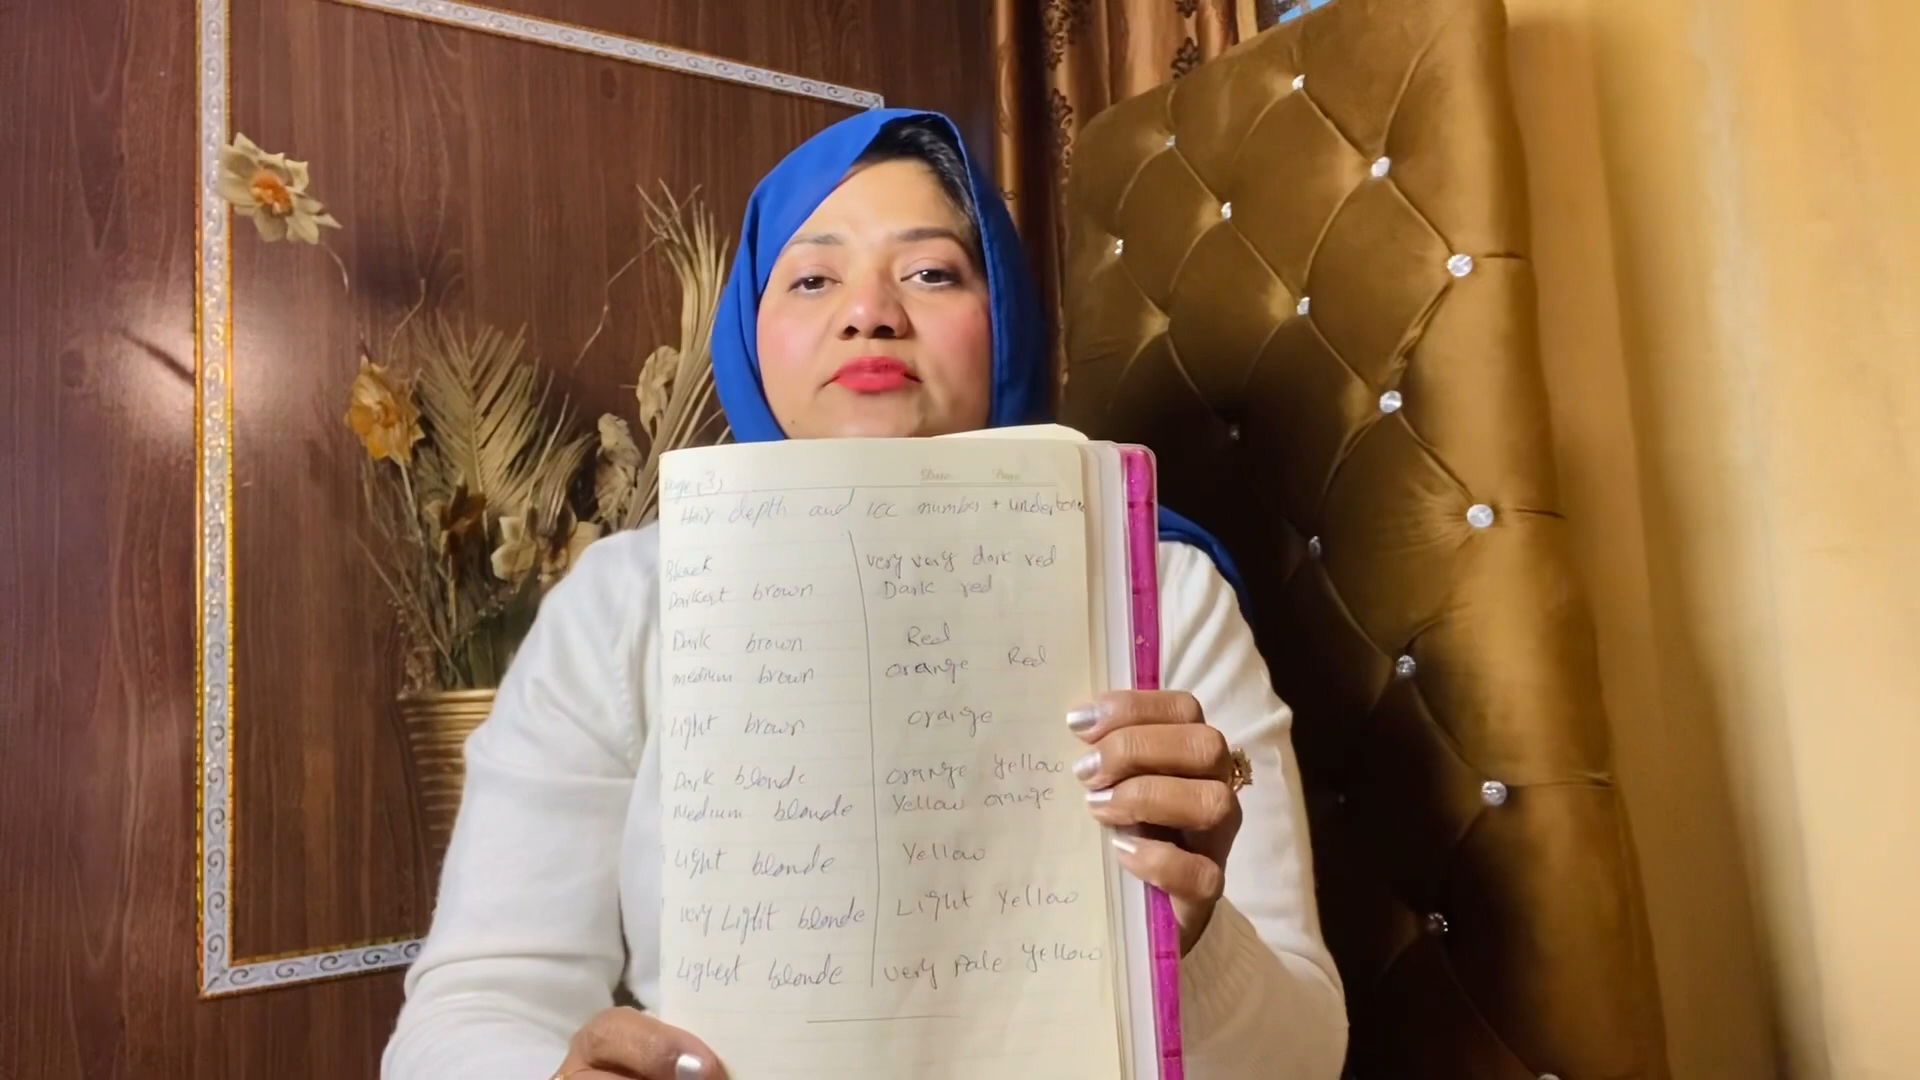 Page, 3,
Date
Hair depth and ICC number + undertone
Black very very dark red
Darkest brown Dark red
Dark brown Red
medium brown orange Red
Light brown orange
Dark blonde orange Yellow
Medium blonde Yellow orange
Light blonde Yellow
very Light blonde Light Yellow
Lighest blonde very Pale Yellow